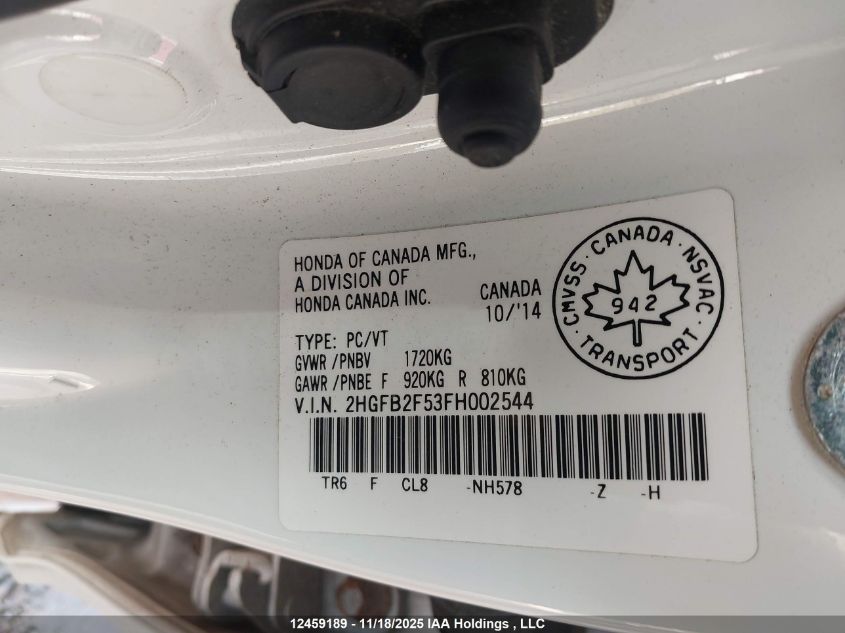 HONDA OF CANADA MFG.,
A DIVISION OF
HONDA CANADA INC.
CANADA
10/'14
CMVSS · CANADA · NSVAC
942
· TRANSPORT ·
TYPE: PC/VT
GVWR /PNBV 1720KG
GAWR /PNBE F 920KG R 810KG
V.I.N. 2HGFB2F53FH002544
TR6 F CL8 -NH578 -Z -H
12459189 - 11/18/2025 IAA Holdings , LLC